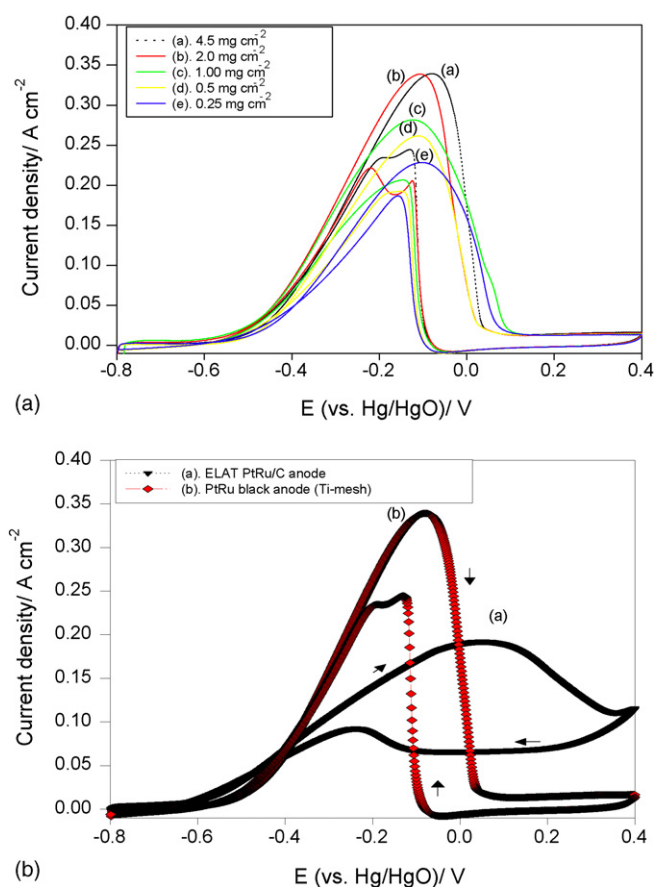 0.40
0.35
0.30
0.25
0.20
0.15
0.10
0.05
0.00
Current density/ A cm-2
(a). 4.5 mg cm-2
(b). 2.0 mg cm-2
(c). 1.00 mg cm-2
(d). 0.5 mg cm-2
(e). 0.25 mg cm-2
(b)
(a)
(c)
(d)
(e)
-0.8 -0.6 -0.4 -0.2 0.0 0.2 0.4
E (vs. Hg/HgO)/ V
(a)
0.40
0.35
0.30
0.25
0.20
0.15
0.10
0.05
0.00
Current density/ A cm-2
(a). ELAT PtRu/C anode
(b). PtRu black anode (Ti-mesh)
(b)
(a)
-0.8 -0.6 -0.4 -0.2 0.0 0.2 0.4
E (vs. Hg/HgO)/ V
(b)